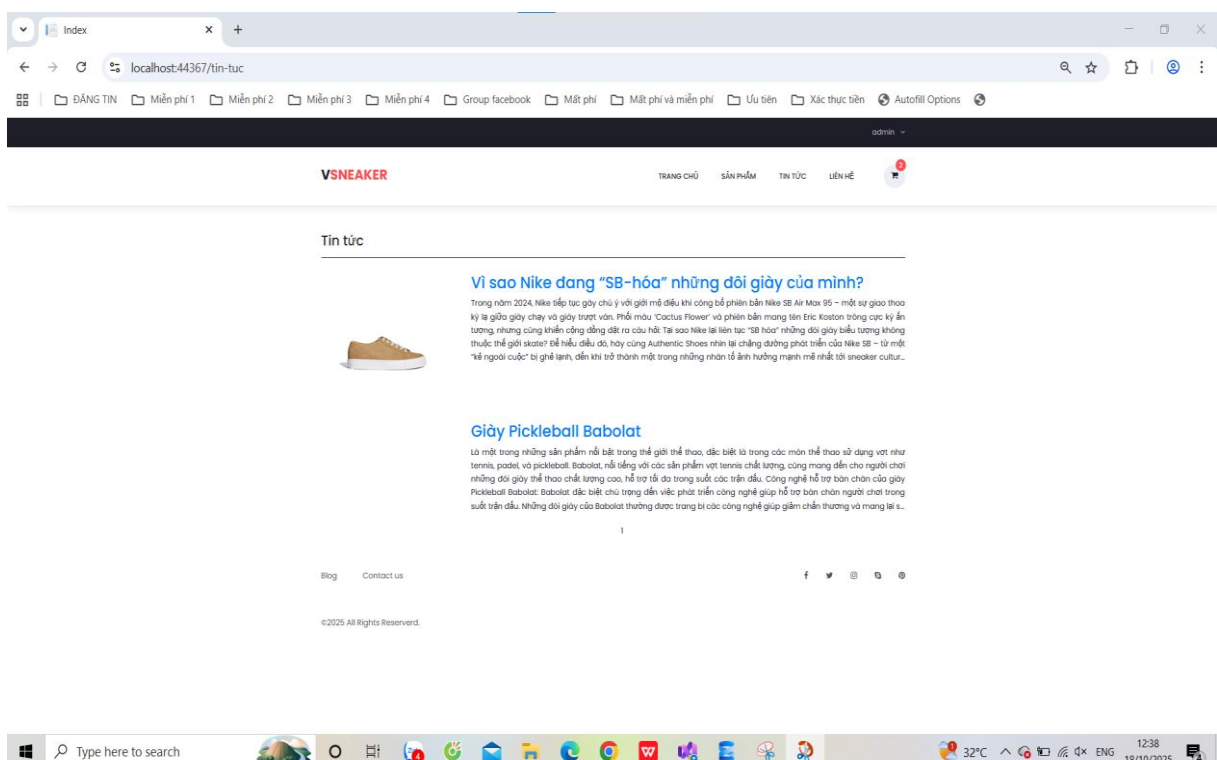 Index
localhost:44367/tin-tuc
ĐĂNG TIN Miễn phí 1 Miễn phí 2 Miễn phí 3 Miễn phí 4 Group facebook Mất phí Mất phí và miễn phí Ưu tiên Xác thực tiền Autofill Options
admin
VSNEAKER TRANG CHỦ SẢN PHẨM TIN TỨC LIÊN HỆ 2
Tin tức
Vì sao Nike đang “SB-hóa” những đôi giày của mình?
Trong năm 2024, Nike tiếp tục gây chú ý với giới mộ điệu khi công bố phiên bản Nike SB Air Max 95 – một sự giao thoa
kỳ lạ giữa giày chạy và giày trượt ván. Phối màu ‘Cactus Flower’ và phiên bản mang tên Eric Koston trông cực kỳ ấn
tượng, nhưng cũng khiến cộng đồng đặt ra câu hỏi: Tại sao Nike lại liên tục “SB hóa” những đôi giày biểu tượng không
thuộc thế giới skate? Để hiểu điều đó, hãy cùng Authentic Shoes nhìn lại chặng đường phát triển của Nike SB – từ một
“kẻ ngoài cuộc” bị ghẻ lạnh, đến khi trở thành một trong những nhân tố ảnh hưởng mạnh mẽ nhất tới sneaker cultur...
Giày Pickleball Babolat
Là một trong những sản phẩm nổi bật trong thế giới thể thao, đặc biệt là trong các môn thể thao sử dụng vợt như
tennis, padel, và pickleball. Babolat, nổi tiếng với các sản phẩm vợt tennis chất lượng, cũng mang đến cho người chơi
những đôi giày thể thao chất lượng cao, hỗ trợ tối đa trong suốt các trận đấu. Công nghệ hỗ trợ bàn chân của giày
Pickleball Babolat: Babolat đặc biệt chú trọng đến việc phát triển công nghệ giúp hỗ trợ bàn chân người chơi trong
suốt trận đấu. Những đôi giày của Babolat thường được trang bị các công nghệ giúp giảm chấn thương và mang lại s...
1
Blog Contact us
©2025 All Rights Reserverd.
Type here to search 32°C ENG 12:38
18/10/2025